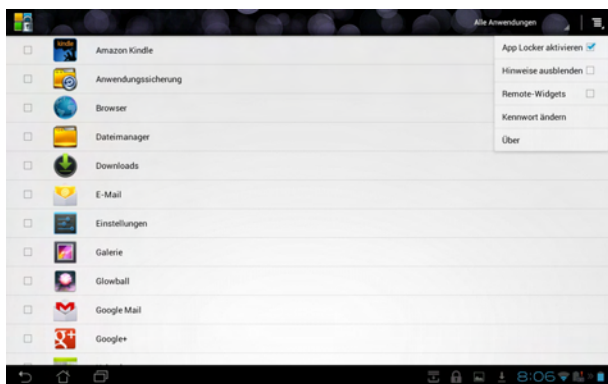 Alle Anwendungen
App Locker aktivieren
Hinweise ausblenden
Remote-Widgets
Kennwort ändern
Über
kindle
Amazon Kindle
Anwendungssicherung
Browser
Dateimanager
Downloads
E-Mail
Einstellungen
Galerie
Glowball
Google Mail
Google+
8:06